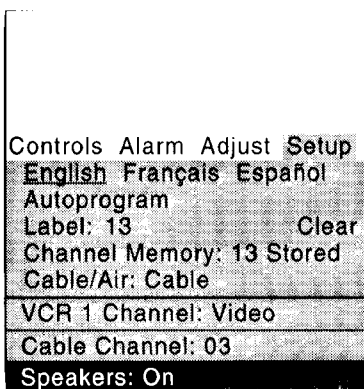 Controls Alarm Adjust Setup
English Français Español
Autoprogram
Label: 13 Clear
Channel Memory: 13 Stored
Cable/Air: Cable
VCR 1 Channel: Video
Cable Channel: 03
Speakers: On